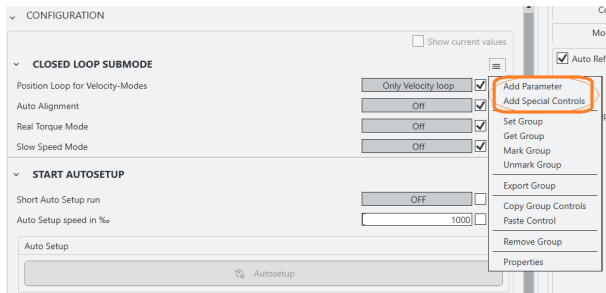 CONFIGURATION
Show current values
CLOSED LOOP SUBMODE
Position Loop for Velocity-Modes Only Velocity loop
Auto Alignment Off
Real Torque Mode Off
Slow Speed Mode Off
START AUTOSETUP
Short Auto Setup run OFF
Auto Setup speed in ‰ 1000
Auto Setup
Autosetup
Add Parameter
Add Special Controls
Set Group
Get Group
Mark Group
Unmark Group
Export Group
Copy Group Controls
Paste Control
Remove Group
Properties
Co
Mo
Auto Ref